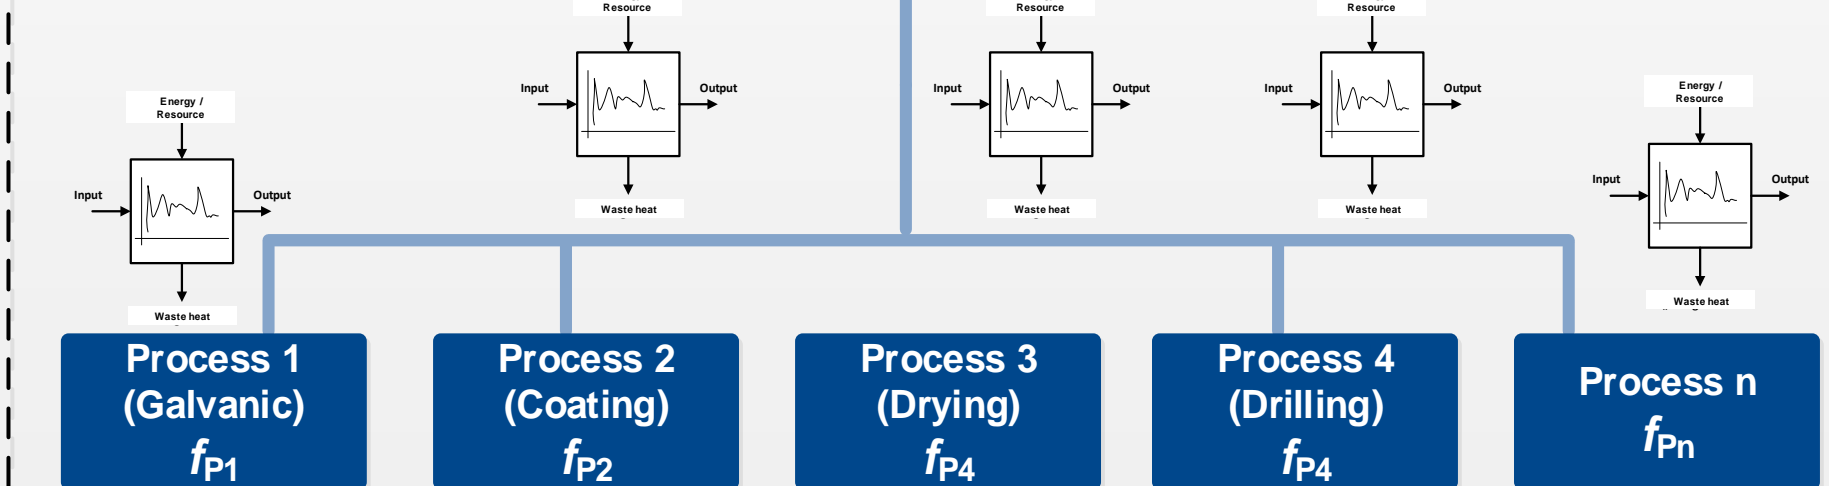 Resource
Resource
Resource
Input
Output
Input
Output
Input
Output
Energy /
Resource
Energy /
Resource
Input
Output
Input
Output
Waste heat
Waste heat
Waste heat
Waste heat
Waste heat
Process 1
(Galvanic)
fP1
Process 2
(Coating)
fP2
Process 3
(Drying)
fP4
Process 4
(Drilling)
fP4
Process n
fPn